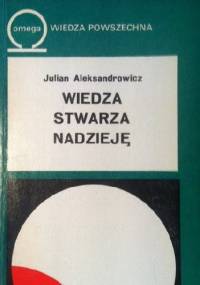 omega
WIEDZA POWSZECHNA
Julian Aleksandrowicz
WIEDZA
STWARZA
NADZIEJĘ